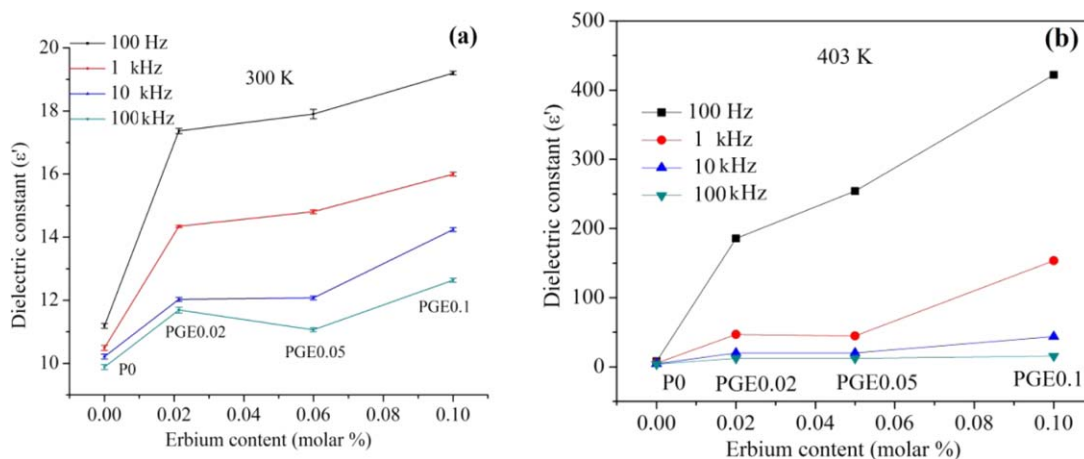 (a)
100 Hz
1 kHz
10 kHz
100kHz
300 K
Dielectric constant (ε')
20
18
16
14
12
10
P0
PGE0.02
PGE0.05
PGE0.1
0.00 0.02 0.04 0.06 0.08 0.10
Erbium content (molar %)
(b)
403 K
100 Hz
1 kHz
10 kHz
100 kHz
Dielectric constant (ε')
500
400
300
200
100
0
P0 PGE0.02 PGE0.05 PGE0.1
0.00 0.02 0.04 0.06 0.08 0.10
Erbium content (molar %)